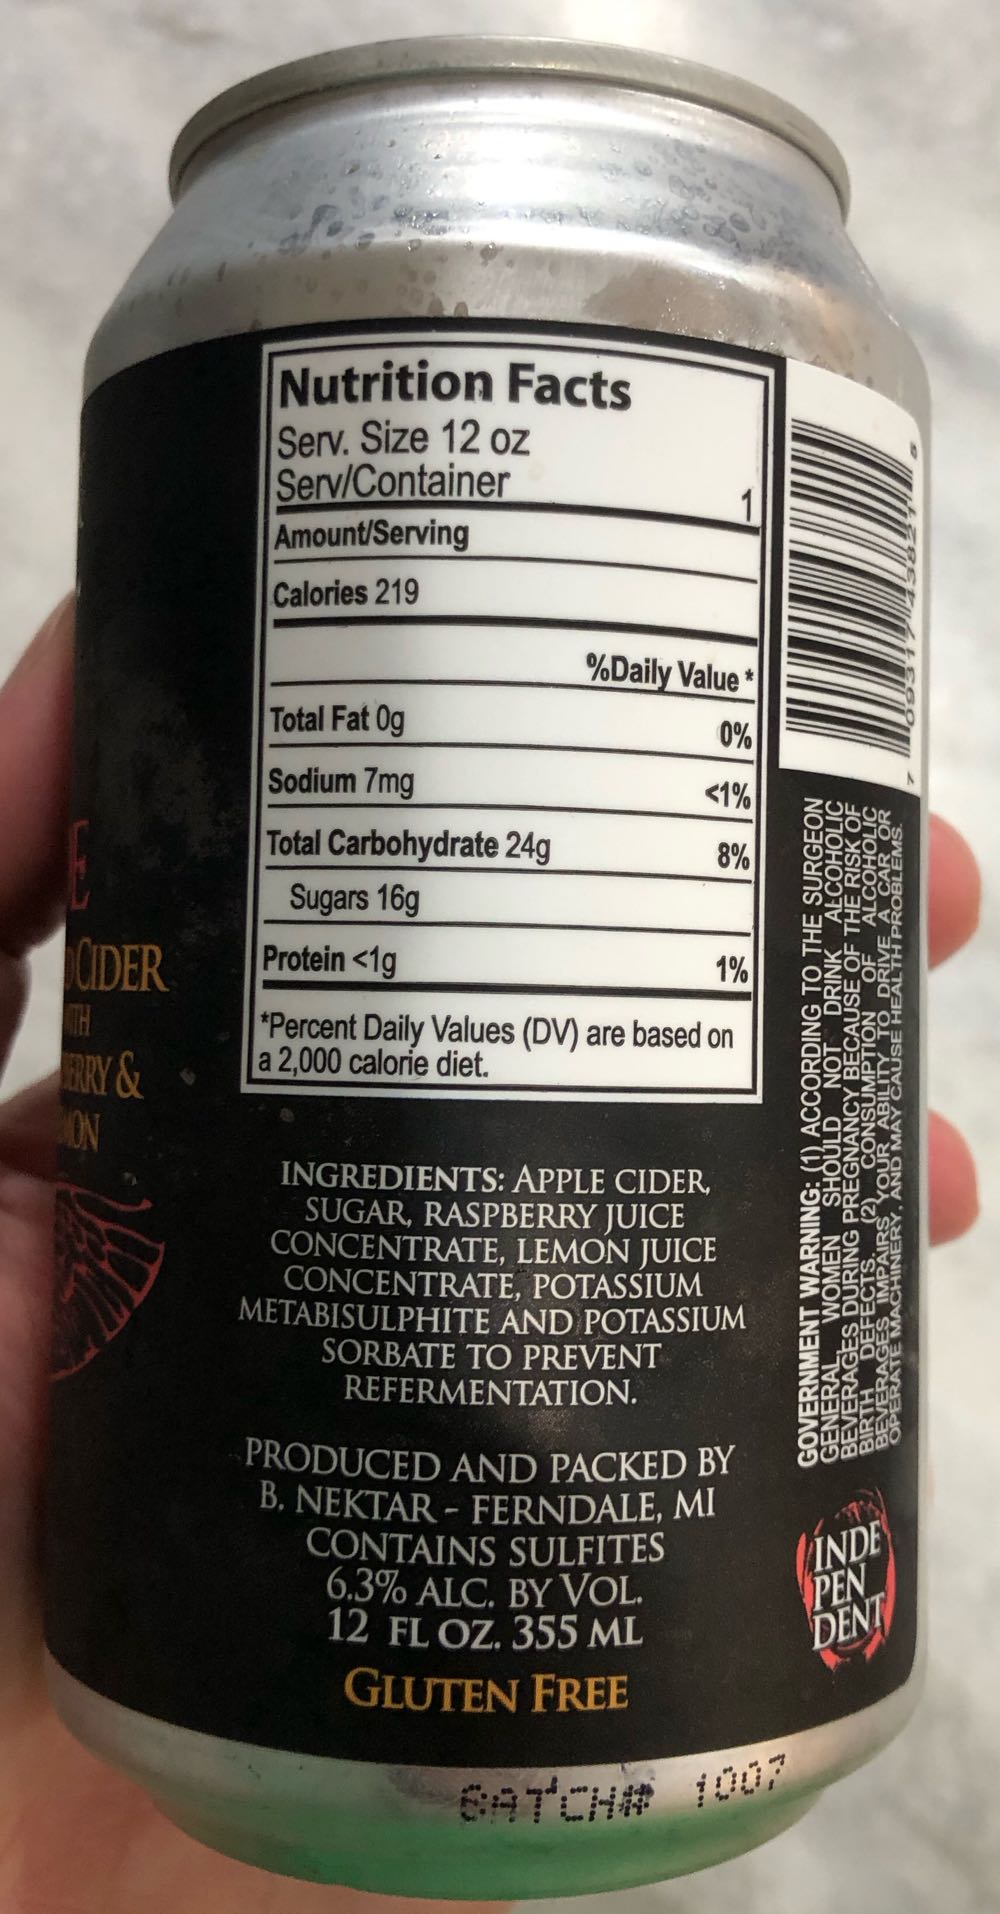 Nutrition Facts
Serv. Size 12 oz
Serv/Container 1
Amount/Serving
Calories 219
%Daily Value *
Total Fat 0g 0%
Sodium 7mg <1%
Total Carbohydrate 24g 8%
Sugars 16g
Protein <1g 1%
*Percent Daily Values (DV) are based on
a 2,000 calorie diet.
INGREDIENTS: APPLE CIDER,
SUGAR, RASPBERRY JUICE
CONCENTRATE, LEMON JUICE
CONCENTRATE, POTASSIUM
METABISULPHITE AND POTASSIUM
SORBATE TO PREVENT
REFERMENTATION.
PRODUCED AND PACKED BY
B. NEKTAR - FERNDALE, MI
CONTAINS SULFITES
6.3% ALC. BY VOL.
12 FL OZ. 355 ML
GLUTEN FREE
BATCH# 1007
CIDER
&
GOVERNMENT WARNING: (1) ACCORDING TO THE SURGEON
GENERAL, WOMEN SHOULD NOT DRINK ALCOHOLIC
BEVERAGES DURING PREGNANCY BECAUSE OF THE RISK OF
BIRTH DEFECTS. (2) CONSUMPTION OF ALCOHOLIC
BEVERAGES IMPAIRS YOUR ABILITY TO DRIVE A CAR OR
OPERATE MACHINERY, AND MAY CAUSE HEALTH PROBLEMS.
INDE
PEN
DENT